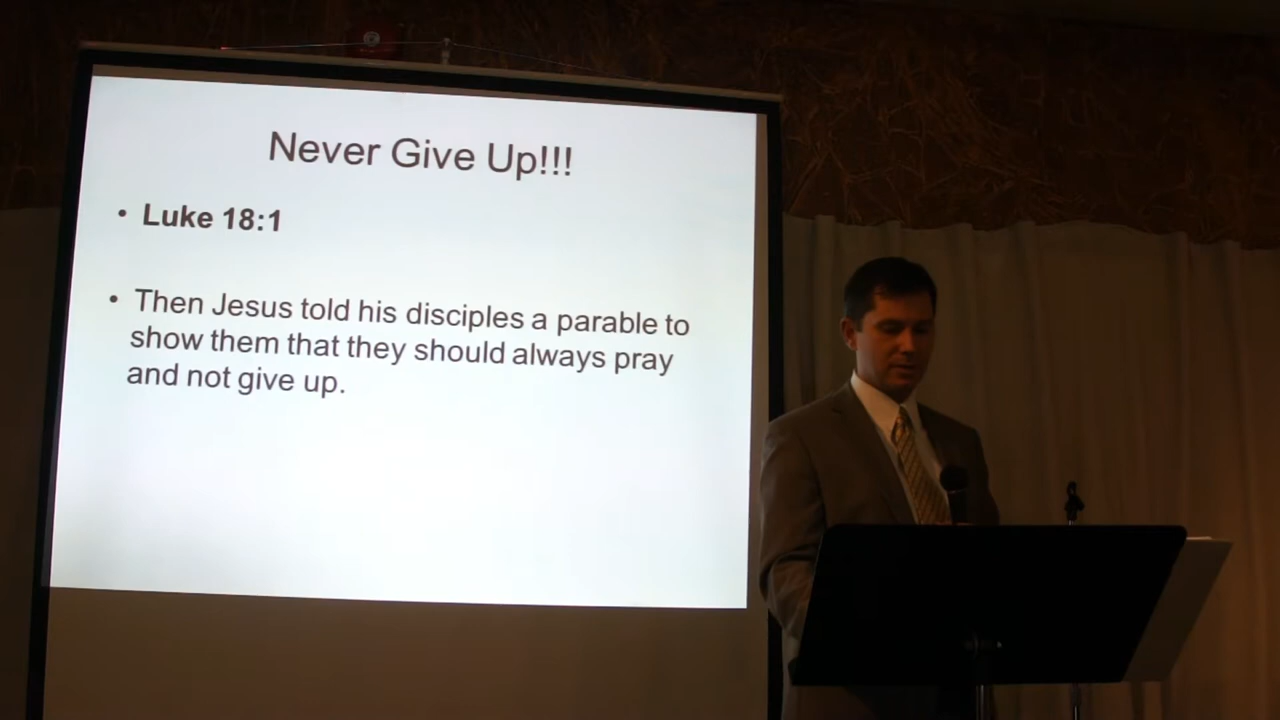 Never Give Up!!!
• Luke 18:1
• Then Jesus told his disciples a parable to
show them that they should always pray
and not give up.